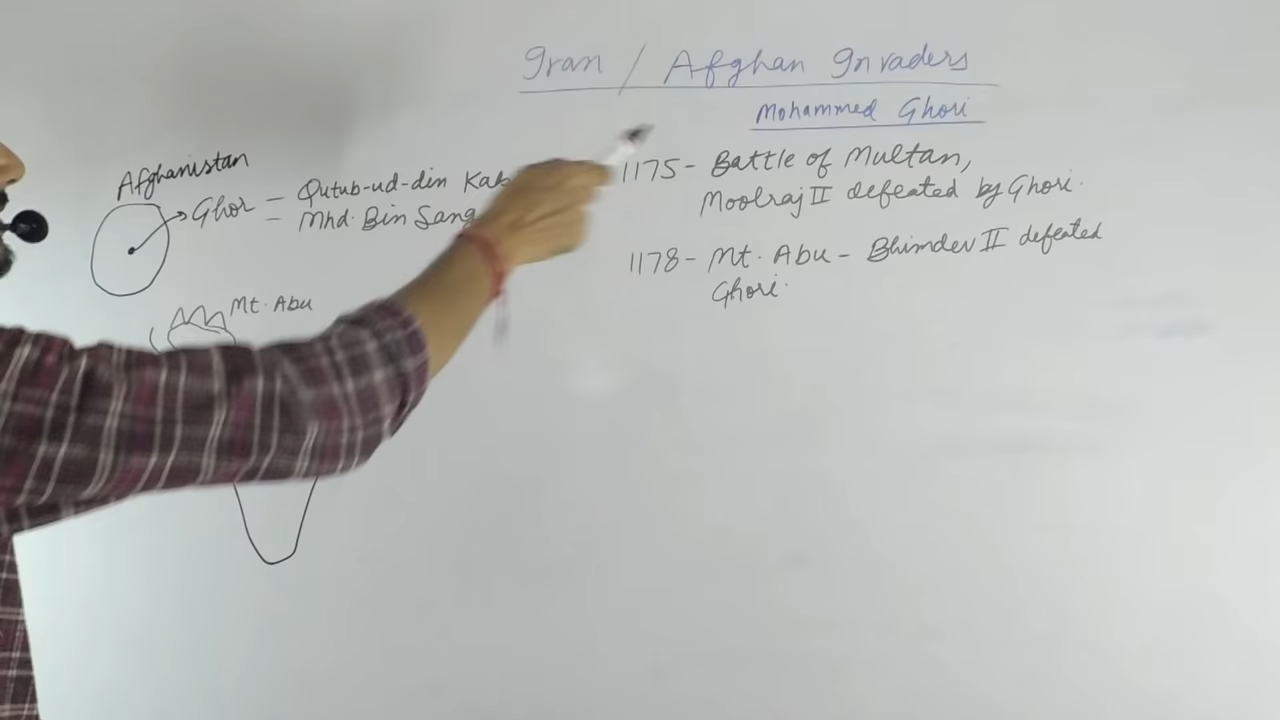 Iran / Afghan Invaders
Mohammed Ghori
Afghanistan
Ghor - Qutub-ud-din
= Mhd. Bin Sang
Mt. Abu
1175- Battle of Multan,
Moolraj II defeated by Ghori.
1178- Mt. Abu - Bhimdev II defeated
Ghori.